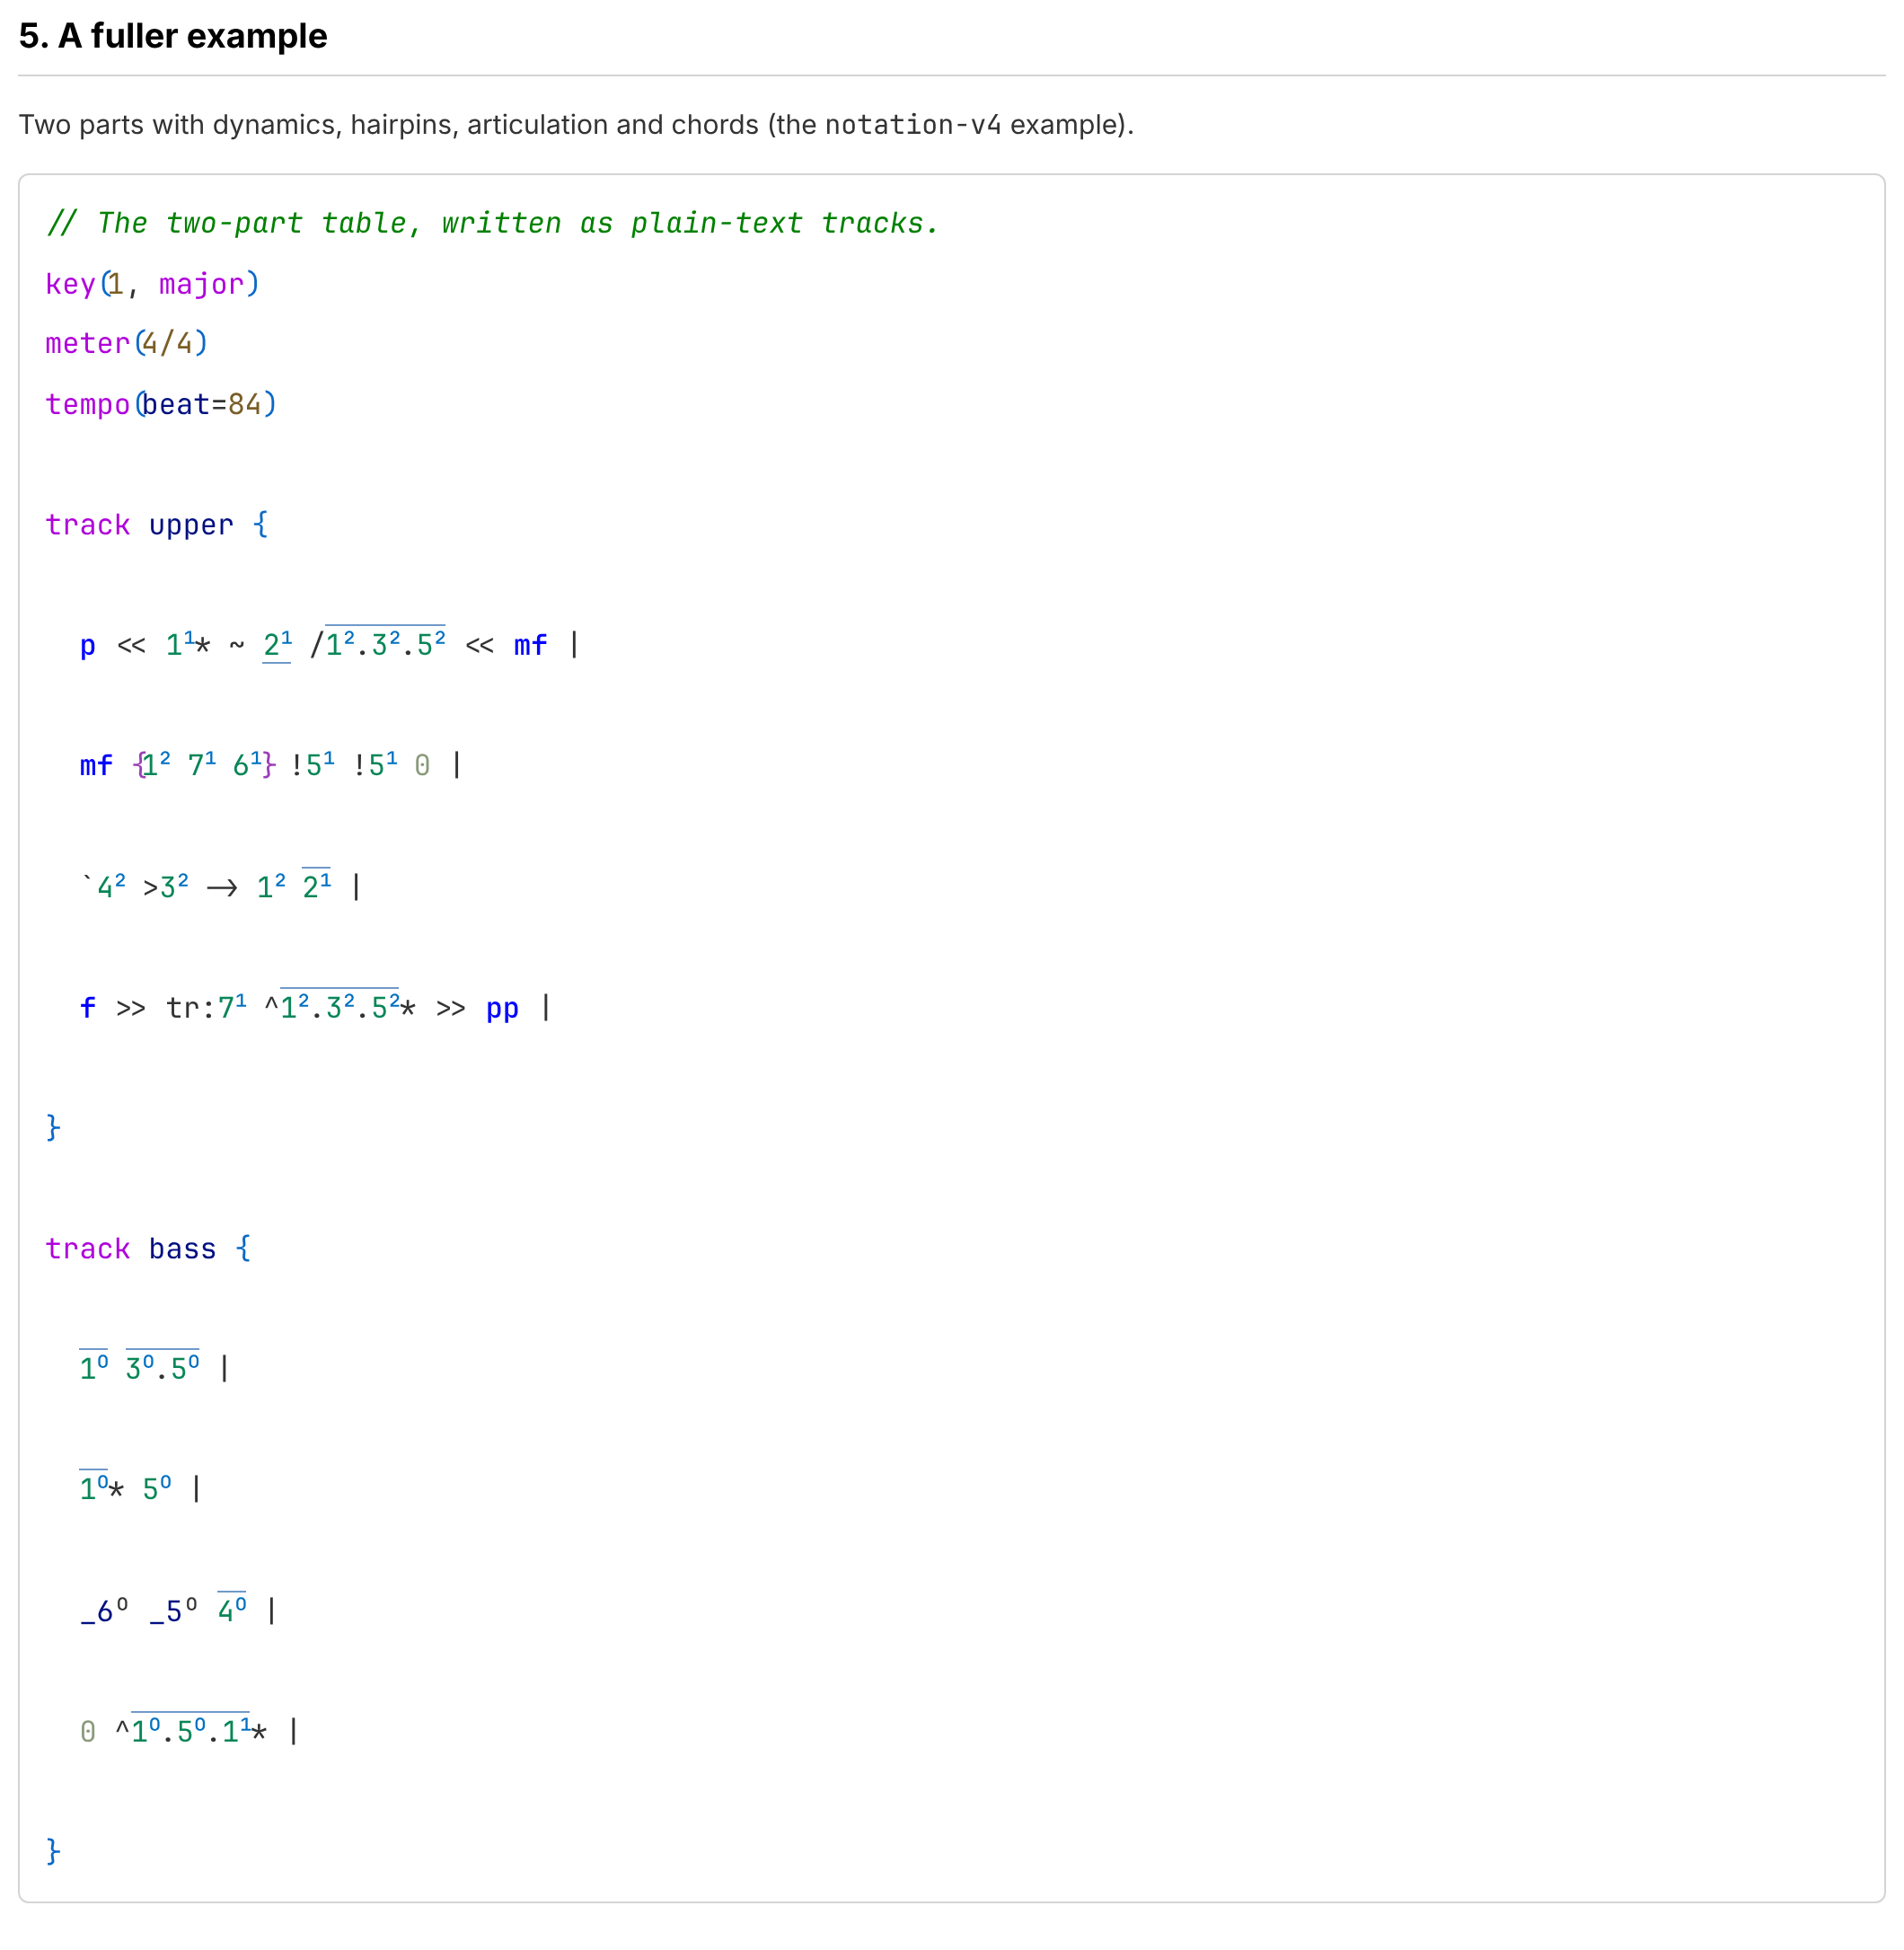 5. A fuller example
Two parts with dynamics, hairpins, articulation and chords (the notation-v4 example).
// The two-part table, written as plain-text tracks.
key(1, major)
meter(4/4)
tempo(beat=84)
track upper {
p << 1¹* ~ 2¹ /1².3².5² << mf |
mf {1² 7¹ 6¹} !5¹ !5¹ 0 |
`4² >3² -> 1² 2¹ |
f >> tr:7¹ ^1².3².5²* >> pp |
}
track bass {
1⁰ 3⁰.5⁰ |
1⁰* 5⁰ |
_6⁰ _5⁰ 4⁰ |
0 ^1⁰.5⁰.1¹* |
}